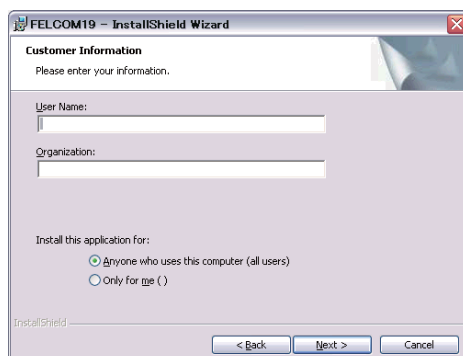 FELCOM19 - InstallShield Wizard
Customer Information
Please enter your information.
User Name:
Organization:
Install this application for:
Anyone who uses this computer (all users)
Only for me ( )
InstallShield
< Back Next > Cancel